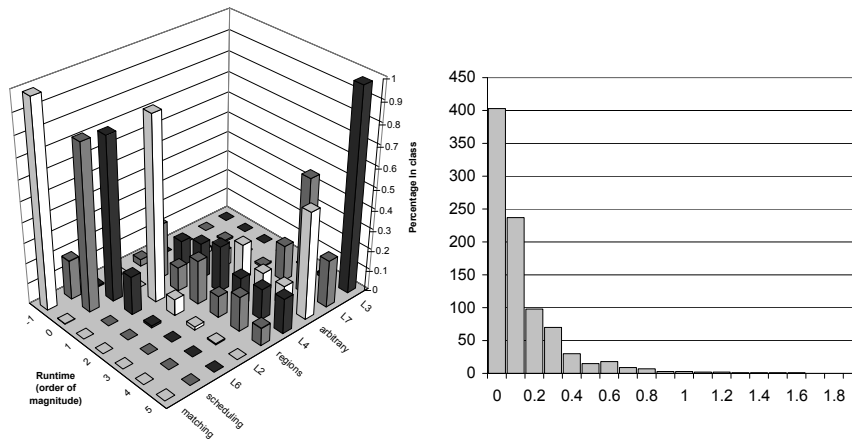 1
0.9
0.8
0.7
0.6
0.5
0.4
0.3
0.2
0.1
0
Percentage In class
-1
0
1
2
3
4
5
Runtime
(order of
magnitude)
matching
scheduling
L6
L2
regions
L4
arbitrary
L7
L3
450
400
350
300
250
200
150
100
50
0
0 0.2 0.4 0.6 0.8 1 1.2 1.4 1.6 1.8